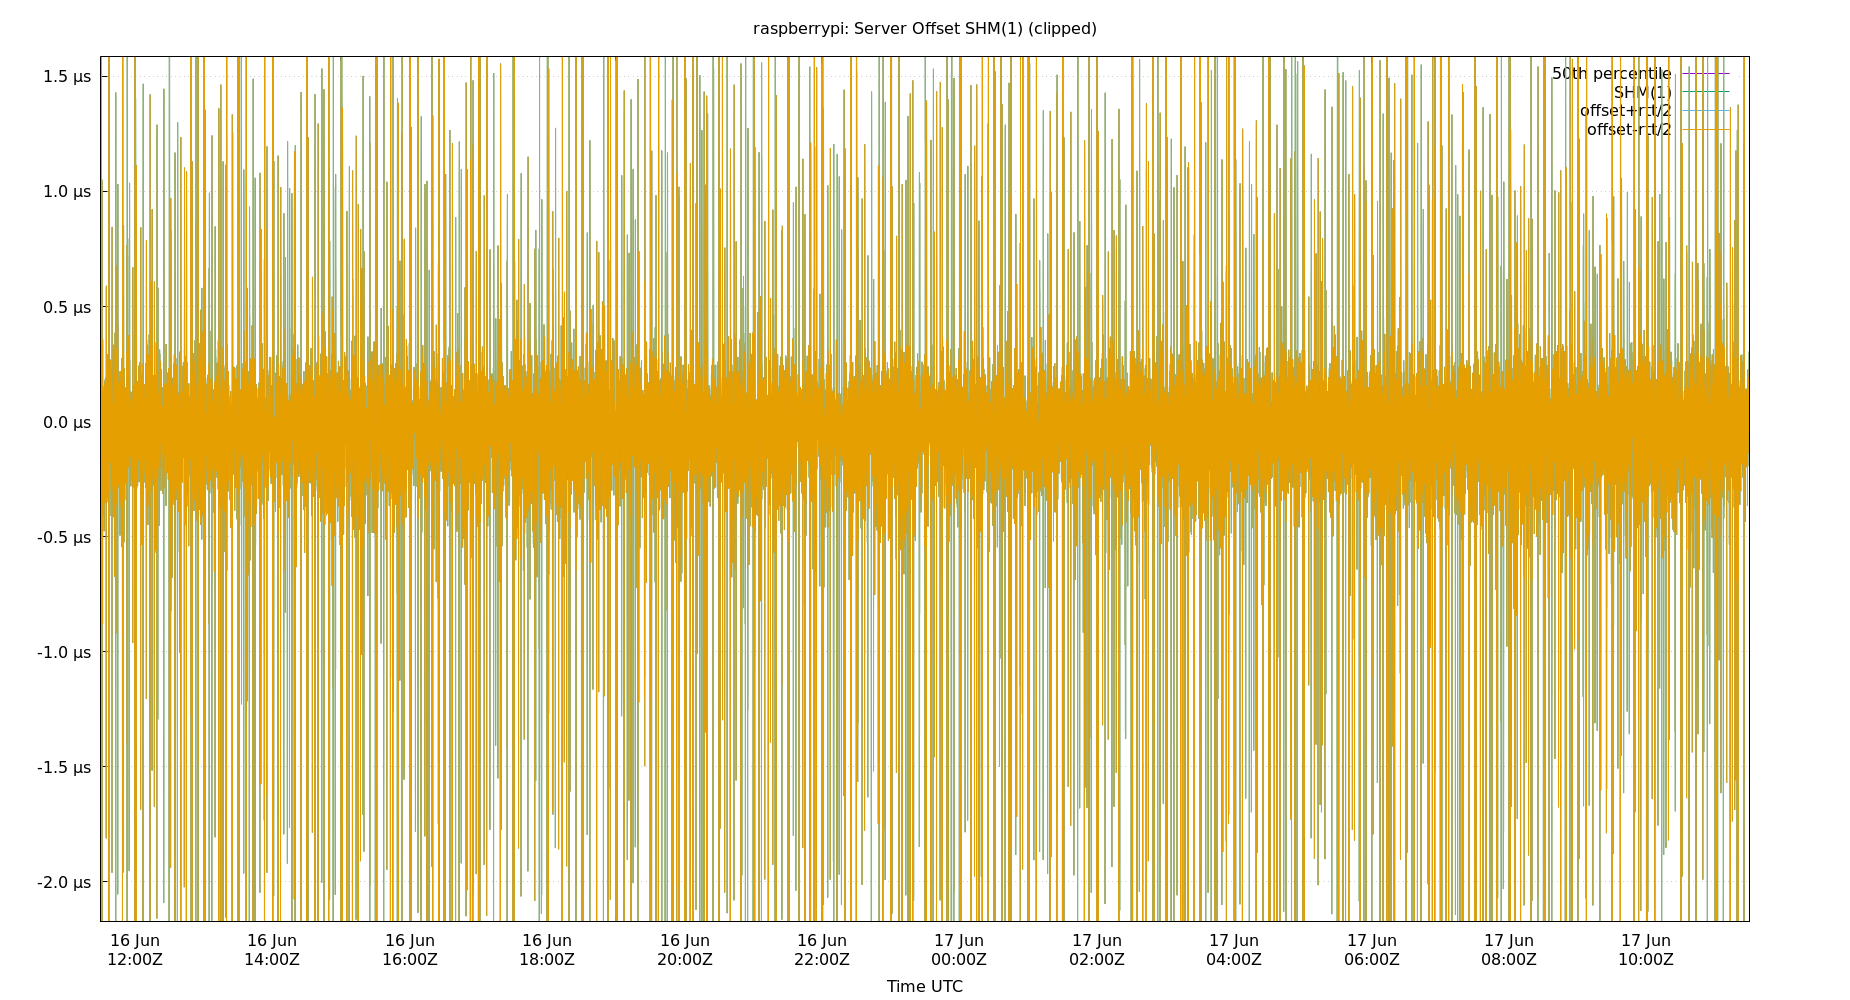 raspberrypi: Server Offset SHM(1) (clipped)
1.5 µs
1.0 µs
0.5 µs
0.0 µs
-0.5 µs
-1.0 µs
-1.5 µs
-2.0 µs
50th percentile
SHM(1)
offset+rtt/2
offset-rtt/2
16 Jun 16 Jun 16 Jun 16 Jun 16 Jun 16 Jun 17 Jun 17 Jun 17 Jun 17 Jun 17 Jun 17 Jun
12:00Z 14:00Z 16:00Z 18:00Z 20:00Z 22:00Z 00:00Z 02:00Z 04:00Z 06:00Z 08:00Z 10:00Z
Time UTC